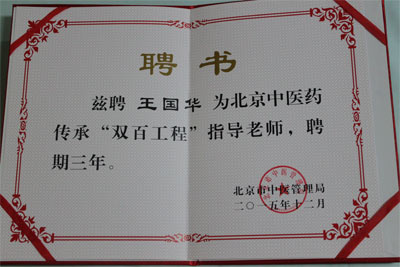 聘书
兹聘 王国华 为北京中医药
传承“双百工程”指导老师，聘
期三年。
北京市中医管理局
二〇一五年十二月